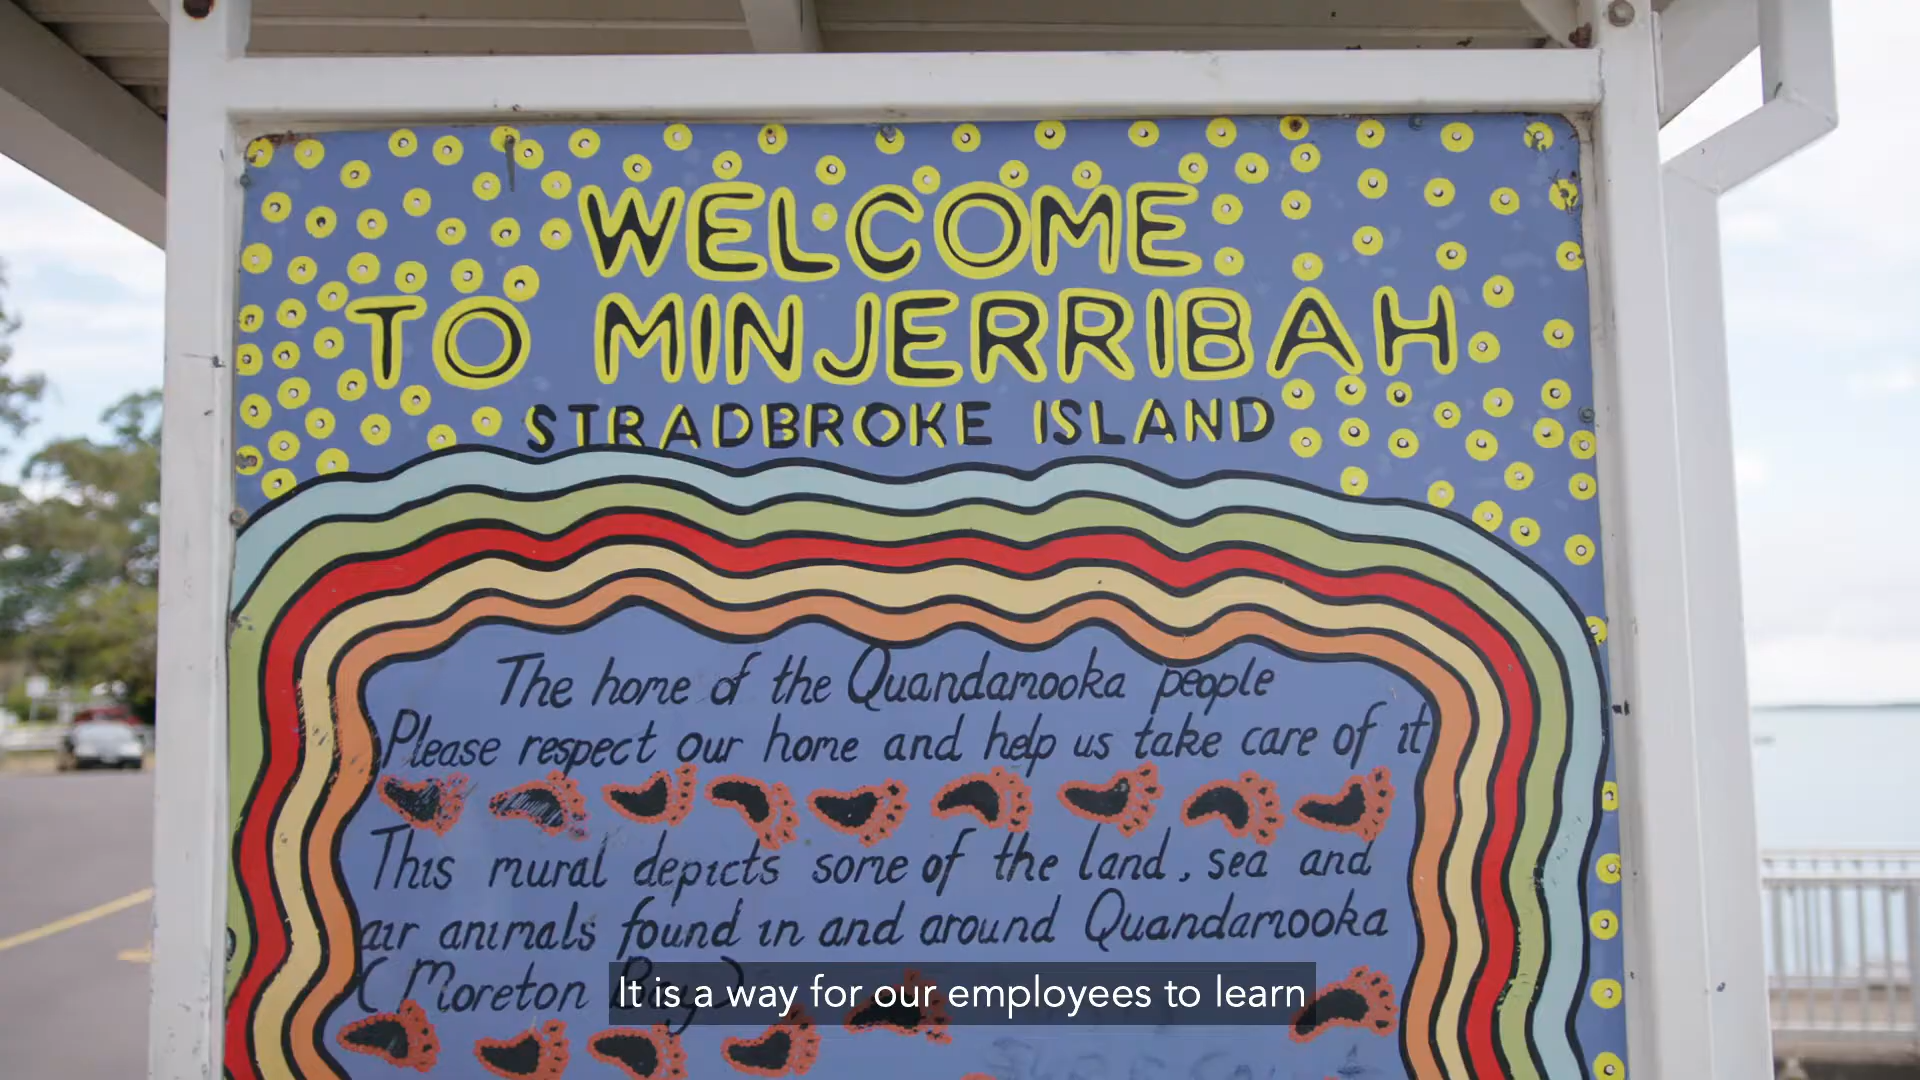 WELCOME
TO MINJERRIBAH
STRADBROKE ISLAND
The home of the Quandamooka people
Please respect our home and help us take care of it
This mural depicts some of the land, sea and
air animals found in and around Quandamooka
(Moreton Bay)
It is a way for our employees to learn